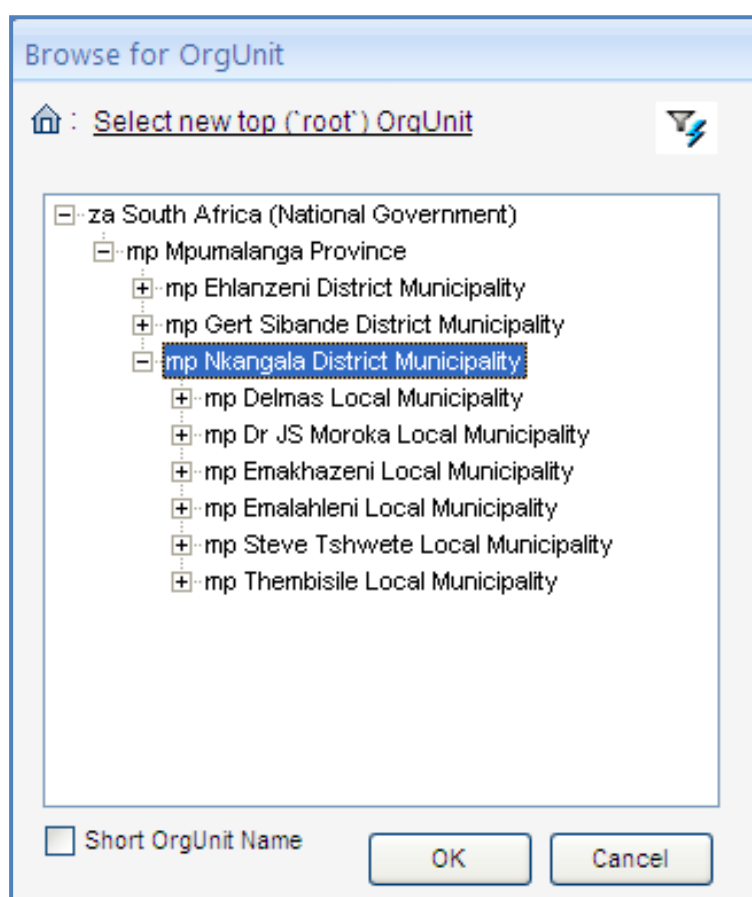 Browse for OrgUnit
: Select new top (`root`) OrgUnit
za South Africa (National Government)
mp Mpumalanga Province
mp Ehlanzeni District Municipality
mp Gert Sibande District Municipality
mp Nkangala District Municipality
mp Delmas Local Municipality
mp Dr JS Moroka Local Municipality
mp Emakhazeni Local Municipality
mp Emalahleni Local Municipality
mp Steve Tshwete Local Municipality
mp Thembisile Local Municipality
Short OrgUnit Name
OK
Cancel